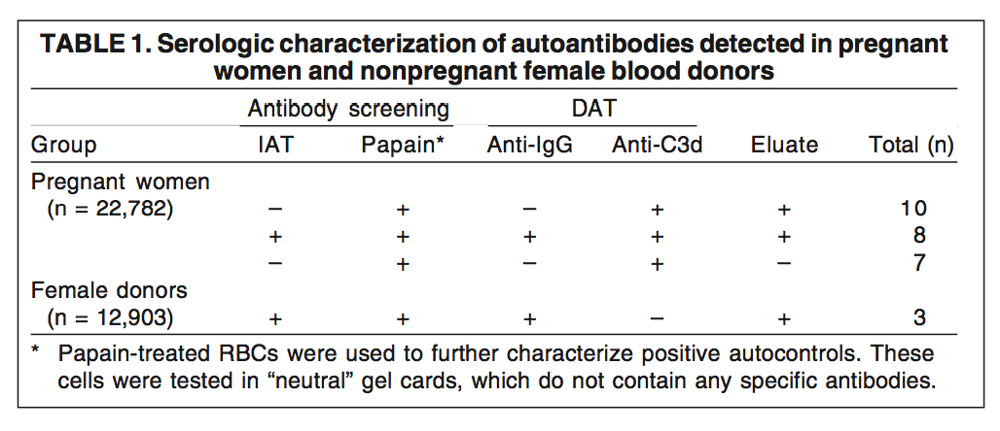 TABLE 1. Serologic characterization of autoantibodies detected in pregnant
women and nonpregnant female blood donors
Antibody screening DAT
Group IAT Papain* Anti-IgG Anti-C3d Eluate Total (n)
Pregnant women
(n = 22,782) – + – + + 10
+ + + + + 8
– + – + – 7
Female donors
(n = 12,903) + + + – + 3
* Papain-treated RBCs were used to further characterize positive autocontrols. These
cells were tested in “neutral” gel cards, which do not contain any specific antibodies.